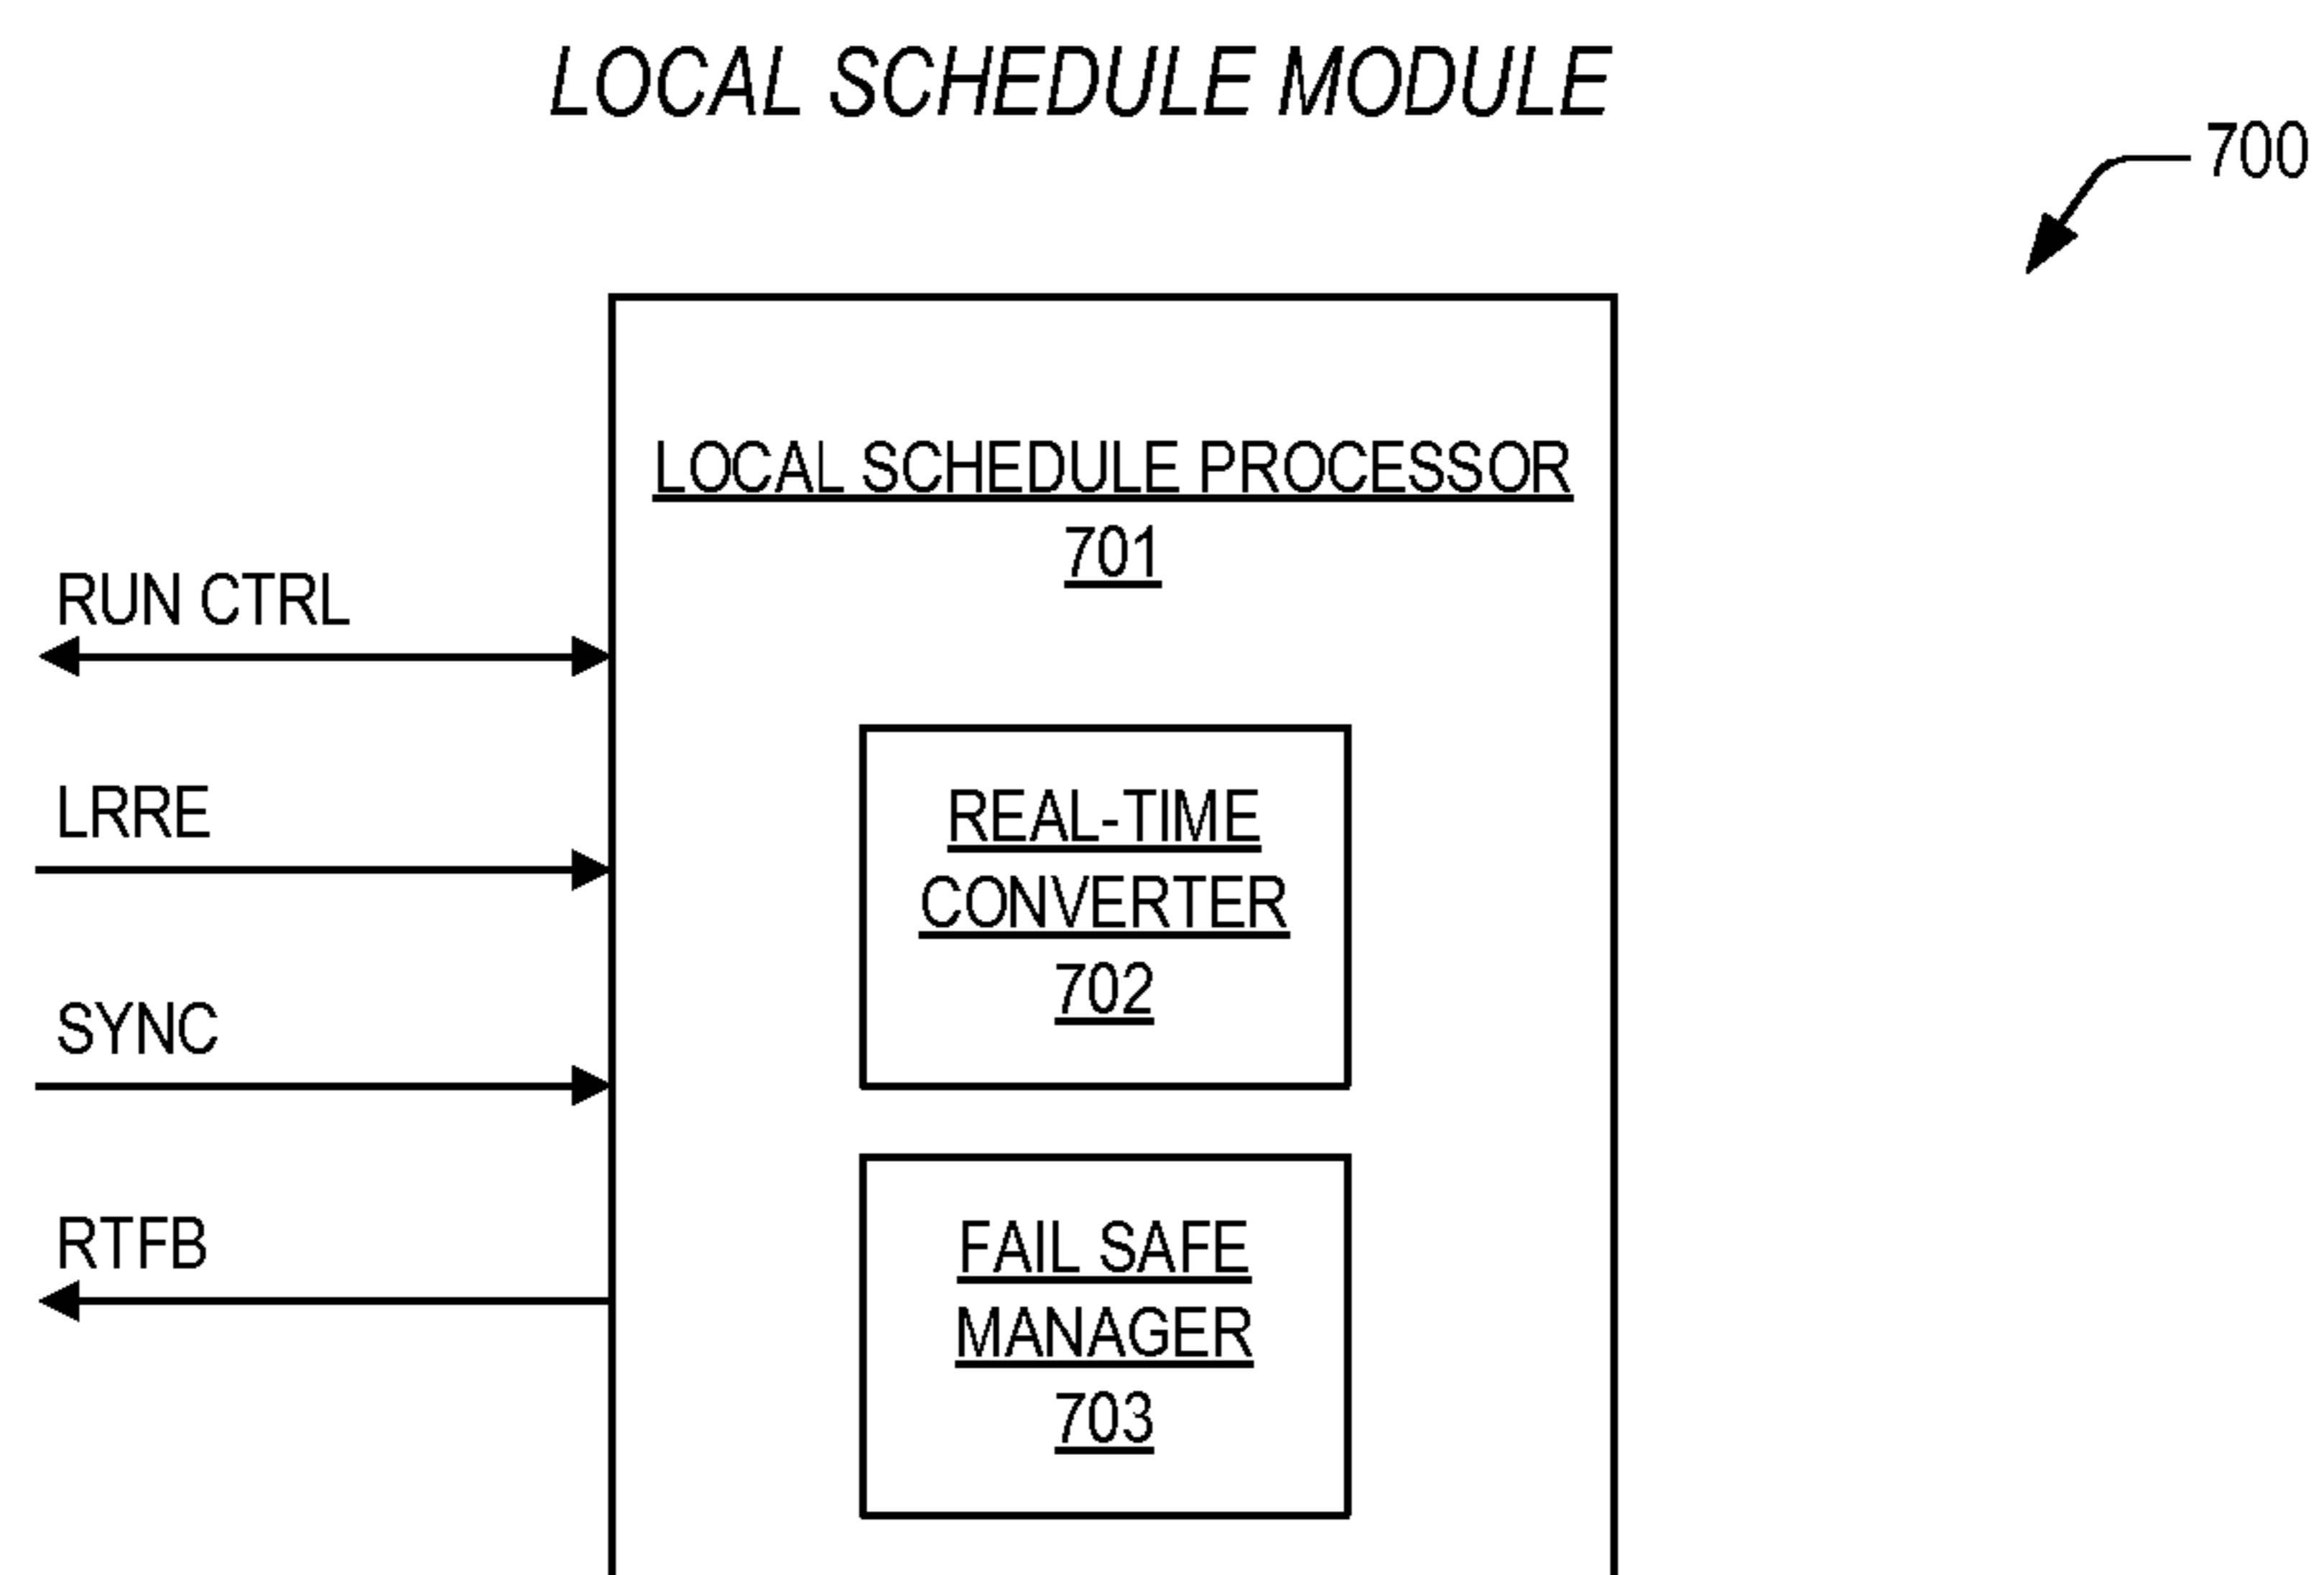 LOCAL SCHEDULE MODULE
700
LOCAL SCHEDULE PROCESSOR
701
RUN CTRL
LRRE
REAL-TIME
CONVERTER
702
SYNC
RTFB
FAIL SAFE
MANAGER
703